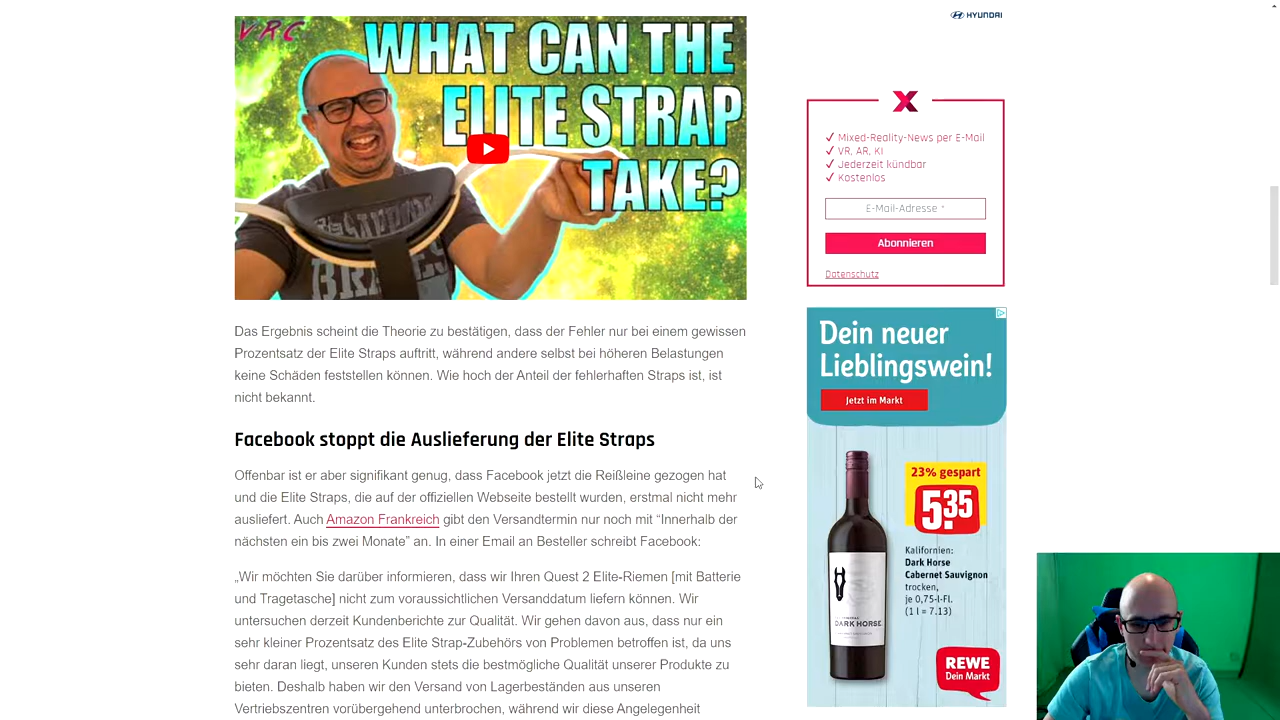 VRC
WHAT CAN THE
ELITE STRAP
TAKE?
Das Ergebnis scheint die Theorie zu bestätigen, dass der Fehler nur bei einem gewissen
Prozentsatz der Elite Straps auftritt, während andere selbst bei höheren Belastungen
keine Schäden feststellen können. Wie hoch der Anteil der fehlerhaften Straps ist, ist
nicht bekannt.
Facebook stoppt die Auslieferung der Elite Straps
Offenbar ist er aber signifikant genug, dass Facebook jetzt die Reißleine gezogen hat
und die Elite Straps, die auf der offiziellen Webseite bestellt wurden, erstmal nicht mehr
ausliefert. Auch Amazon Frankreich gibt den Versandtermin nur noch mit “Innerhalb der
nächsten ein bis zwei Monate” an. In einer Email an Besteller schreibt Facebook:
„Wir möchten Sie darüber informieren, dass wir Ihren Quest 2 Elite-Riemen [mit Batterie
und Tragetasche] nicht zum voraussichtlichen Versanddatum liefern können. Wir
untersuchen derzeit Kundenberichte zur Qualität. Wir gehen davon aus, dass nur ein
sehr kleiner Prozentsatz des Elite Strap-Zubehörs von Problemen betroffen ist, da uns
sehr daran liegt, unseren Kunden stets die bestmögliche Qualität unserer Produkte zu
bieten. Deshalb haben wir den Versand von Lagerbeständen aus unseren
Vertriebszentren vorübergehend unterbrochen, während wir diese Angelegenheit
HYUNDAI
✓ Mixed-Reality-News per E-Mail
✓ VR, AR, KI
✓ Jederzeit kündbar
✓ Kostenlos
E-Mail-Adresse *
Abonnieren
Datenschutz
Dein neuer
Lieblingswein!
Jetzt im Markt
23% gespart
5.35
Kalifornien:
Dark Horse
Cabernet Sauvignon
trocken,
je 0,75-l-Fl.
(1 l = 7.13)
DARK HORSE
REWE
Dein Markt